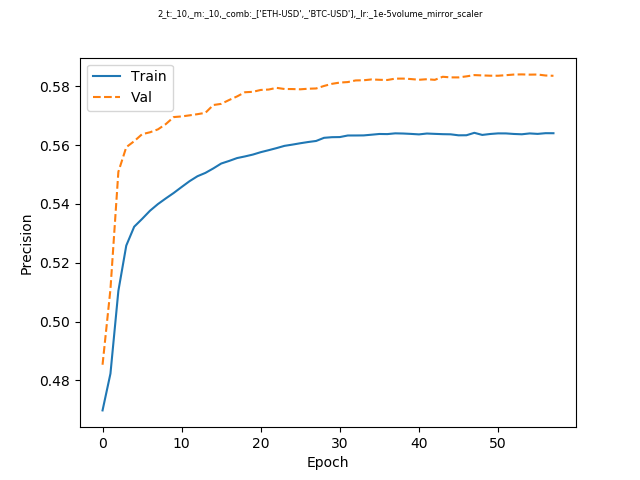 2_t:_10,_m:_10,_comb:_['ETH-USD',_'BTC-USD'],_lr:_1e-5volume_mirror_scaler
Train
Val
0.58
0.56
0.54
0.52
0.50
0.48
Precision
0 10 20 30 40 50
Epoch